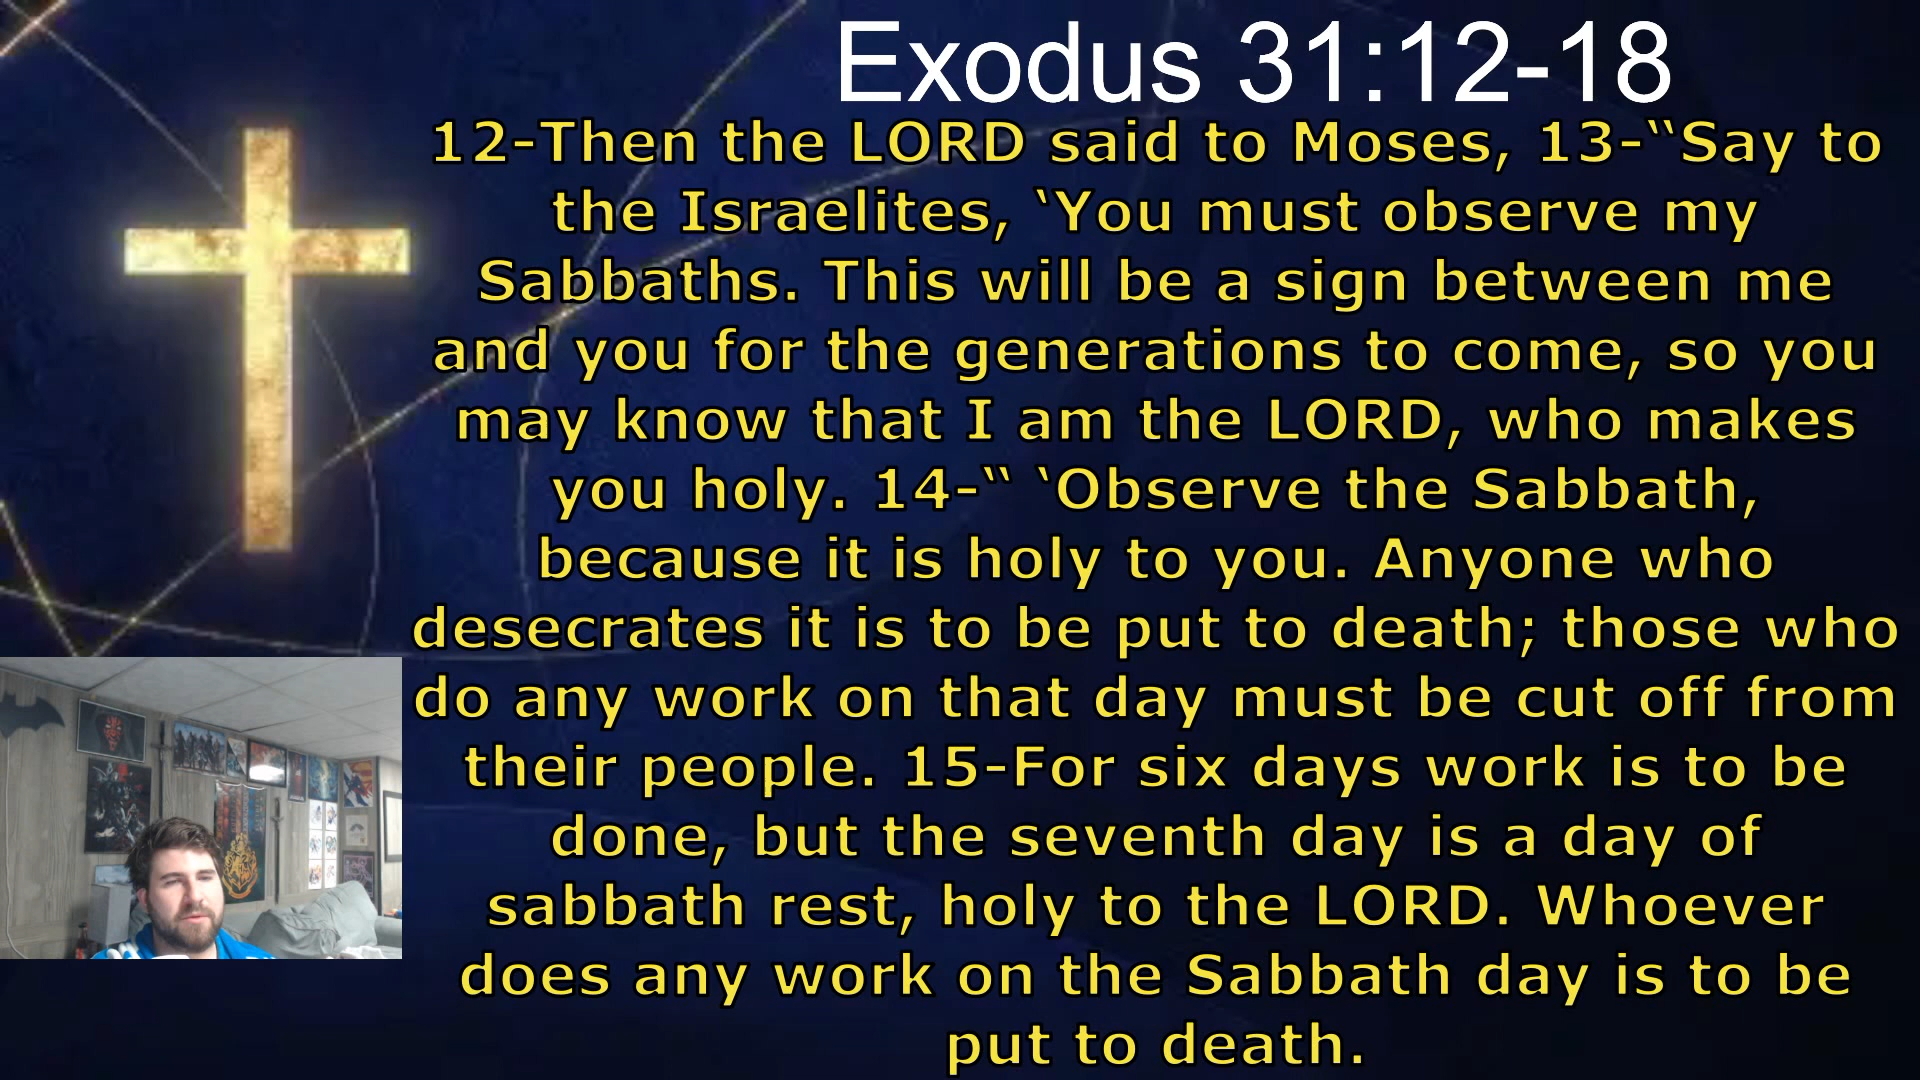 Exodus 31:12-18
12-Then the LORD said to Moses, 13-“Say to
the Israelites, ‘You must observe my
Sabbaths. This will be a sign between me
and you for the generations to come, so you
may know that I am the LORD, who makes
you holy. 14-“ ‘Observe the Sabbath,
because it is holy to you. Anyone who
desecrates it is to be put to death; those who
do any work on that day must be cut off from
their people. 15-For six days work is to be
done, but the seventh day is a day of
sabbath rest, holy to the LORD. Whoever
does any work on the Sabbath day is to be
put to death.